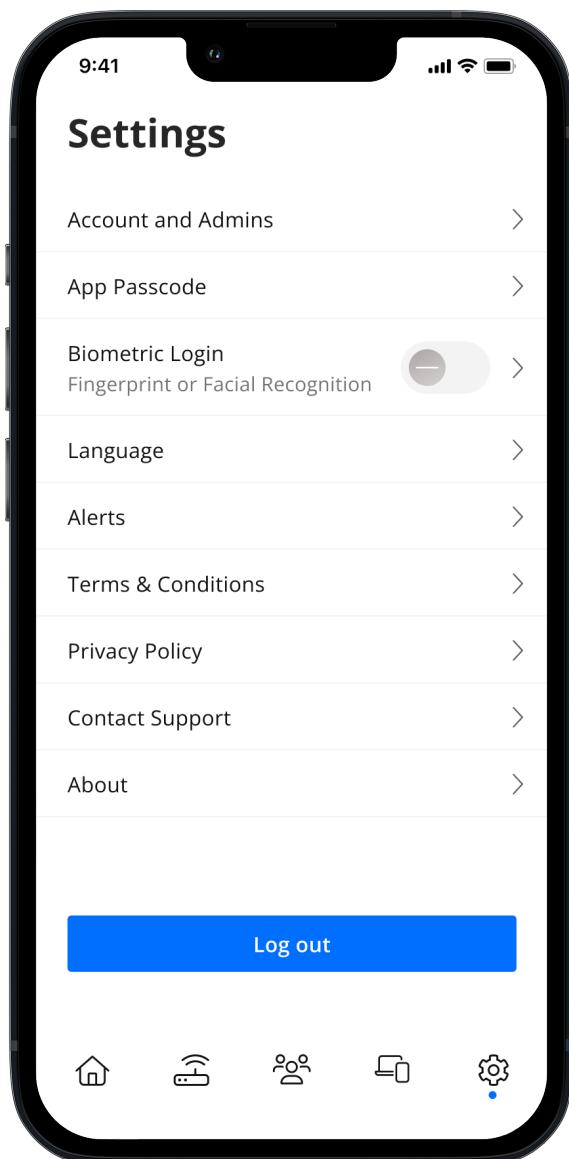 9:41
Settings
Account and Admins
App Passcode
Biometric Login
Fingerprint or Facial Recognition
Language
Alerts
Terms & Conditions
Privacy Policy
Contact Support
About
Log out